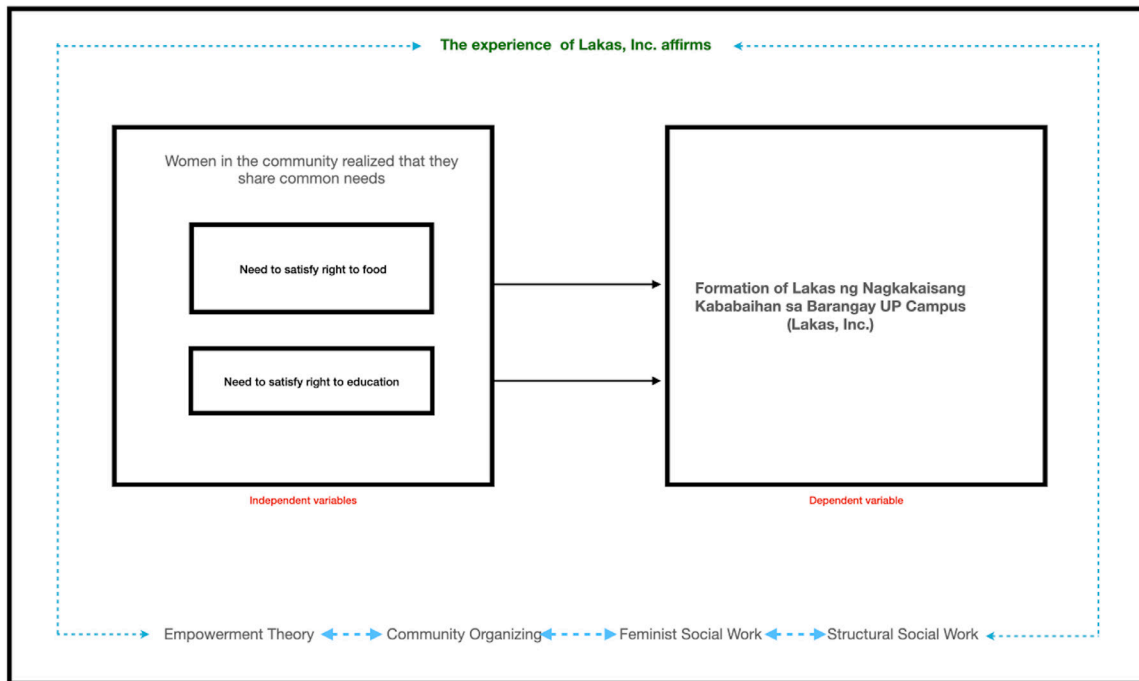 The experience of Lakas, Inc. affirms
Women in the community realized that they
share common needs
Need to satisfy right to food
Need to satisfy right to education
Independent variables
Formation of Lakas ng Nagkakaisang
Kababaihan sa Barangay UP Campus
(Lakas, Inc.)
Dependent variable
Empowerment Theory Community Organizing Feminist Social Work Structural Social Work